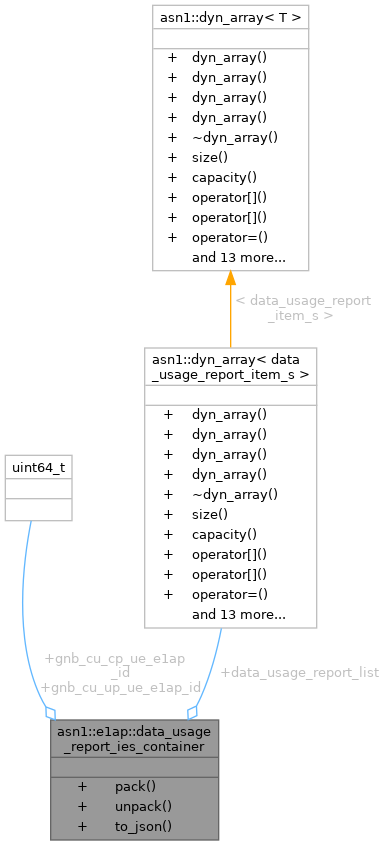 asn1::dyn_array< T >
+ dyn_array()
+ dyn_array()
+ dyn_array()
+ dyn_array()
+ ~dyn_array()
+ size()
+ capacity()
+ operator[]()
+ operator[]()
+ operator=()
and 13 more...
< data_usage_report
_item_s >
asn1::dyn_array< data
_usage_report_item_s >
+ dyn_array()
+ dyn_array()
+ dyn_array()
+ dyn_array()
+ ~dyn_array()
+ size()
+ capacity()
+ operator[]()
+ operator[]()
+ operator=()
and 13 more...
uint64_t
+gnb_cu_cp_ue_e1ap
_id
+gnb_cu_up_ue_e1ap_id
+data_usage_report_list
asn1::e1ap::data_usage
_report_ies_container
+ pack()
+ unpack()
+ to_json()